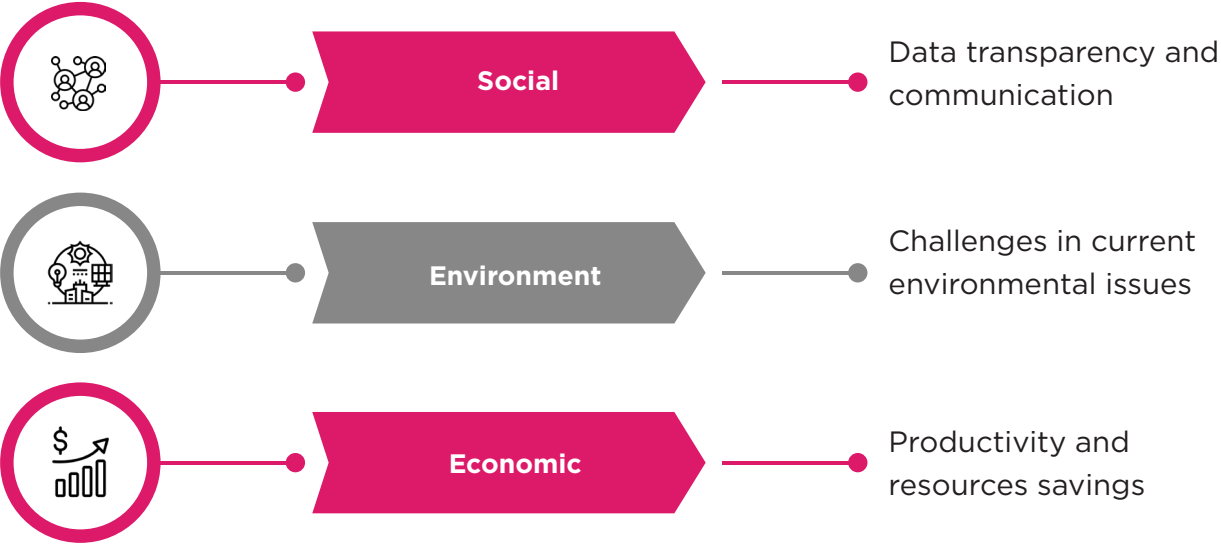 Social
Data transparency and
communication
Environment
Challenges in current
environmental issues
$
Economic
Productivity and
resources savings